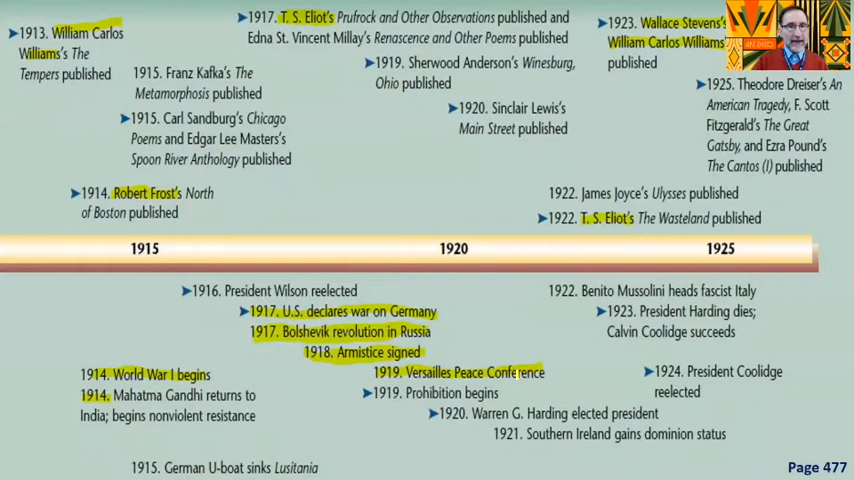 ➤1913. William Carlos
Williams's The
Tempers published
➤1917. T. S. Eliot's Prufrock and Other Observations published and
Edna St. Vincent Millay's Renascence and Other Poems published
➤1923. Wallace Stevens's
William Carlos Williams
published
1915. Franz Kafka's The
Metamorphosis published
➤1919. Sherwood Anderson's Winesburg,
Ohio published
➤1925. Theodore Dreiser's An
American Tragedy, F. Scott
Fitzgerald's The Great
Gatsby, and Ezra Pound's
The Cantos (I) published
➤1915. Carl Sandburg's Chicago
Poems and Edgar Lee Masters's
Spoon River Anthology published
➤1920. Sinclair Lewis's
Main Street published
➤1914. Robert Frost's North
of Boston published
1922. James Joyce's Ulysses published
➤1922. T. S. Eliot's The Wasteland published
1915 1920 1925
➤1916. President Wilson reelected
➤1917. U.S. declares war on Germany
1917. Bolshevik revolution in Russia
1918. Armistice signed
1919. Versailles Peace Conference
➤1919. Prohibition begins
1922. Benito Mussolini heads fascist Italy
➤1923. President Harding dies;
Calvin Coolidge succeeds
1914. World War I begins
1914. Mahatma Gandhi returns to
India; begins nonviolent resistance
➤1924. President Coolidge
reelected
➤1920. Warren G. Harding elected president
1921. Southern Ireland gains dominion status
1915. German U-boat sinks Lusitania
Page 477